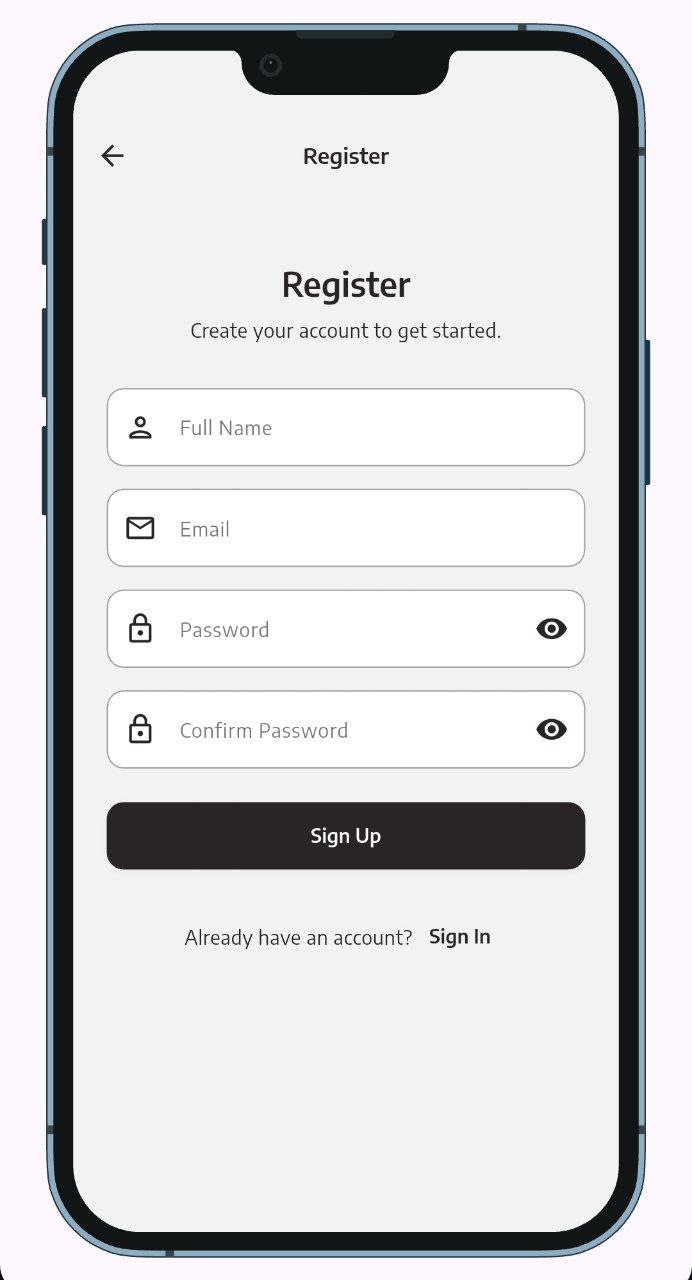 Register
Register
Create your account to get started.
Full Name
Email
Password
Confirm Password
Sign Up
Already have an account? Sign In